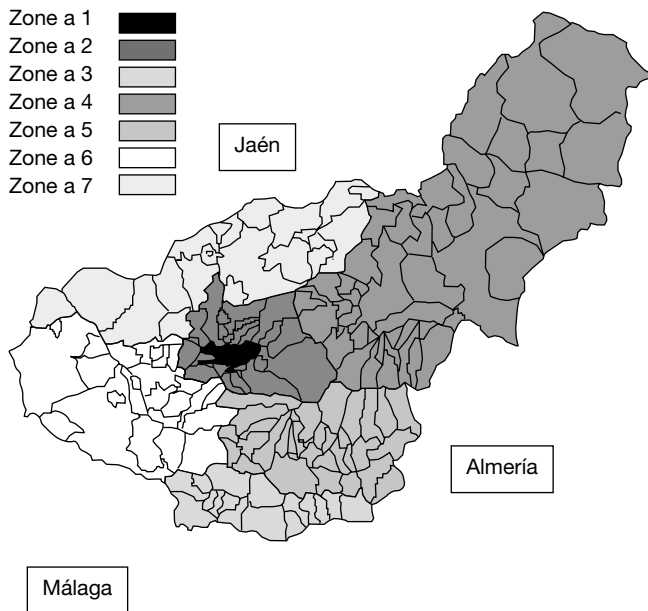 Zone a 1
Zone a 2
Zone a 3
Zone a 4
Zone a 5
Zone a 6
Zone a 7
Jaén
Almería
Málaga